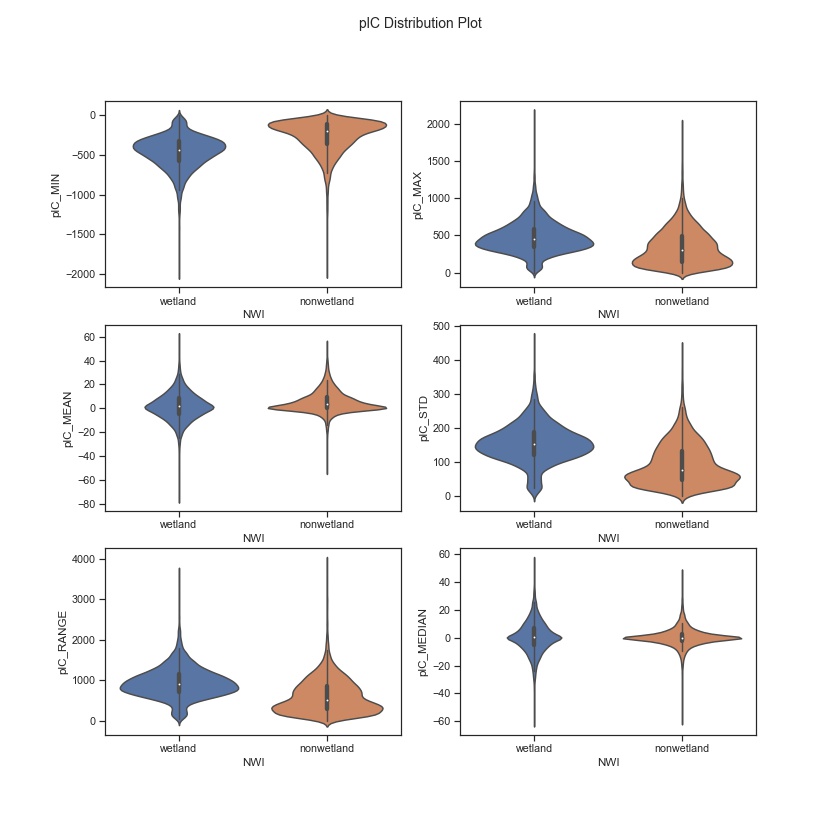 pIC Distribution Plot
0
−500
−1000
−1500
−2000
pIC_MIN
wetland
nonwetland
NWI
2000
1500
1000
500
0
pIC_MAX
wetland
nonwetland
NWI
60
40
20
0
−20
−40
−60
−80
pIC_MEAN
wetland
nonwetland
NWI
500
400
300
200
100
0
pIC_STD
wetland
nonwetland
NWI
4000
3000
2000
1000
0
pIC_RANGE
wetland
nonwetland
NWI
60
40
20
0
−20
−40
−60
pIC_MEDIAN
wetland
nonwetland
NWI